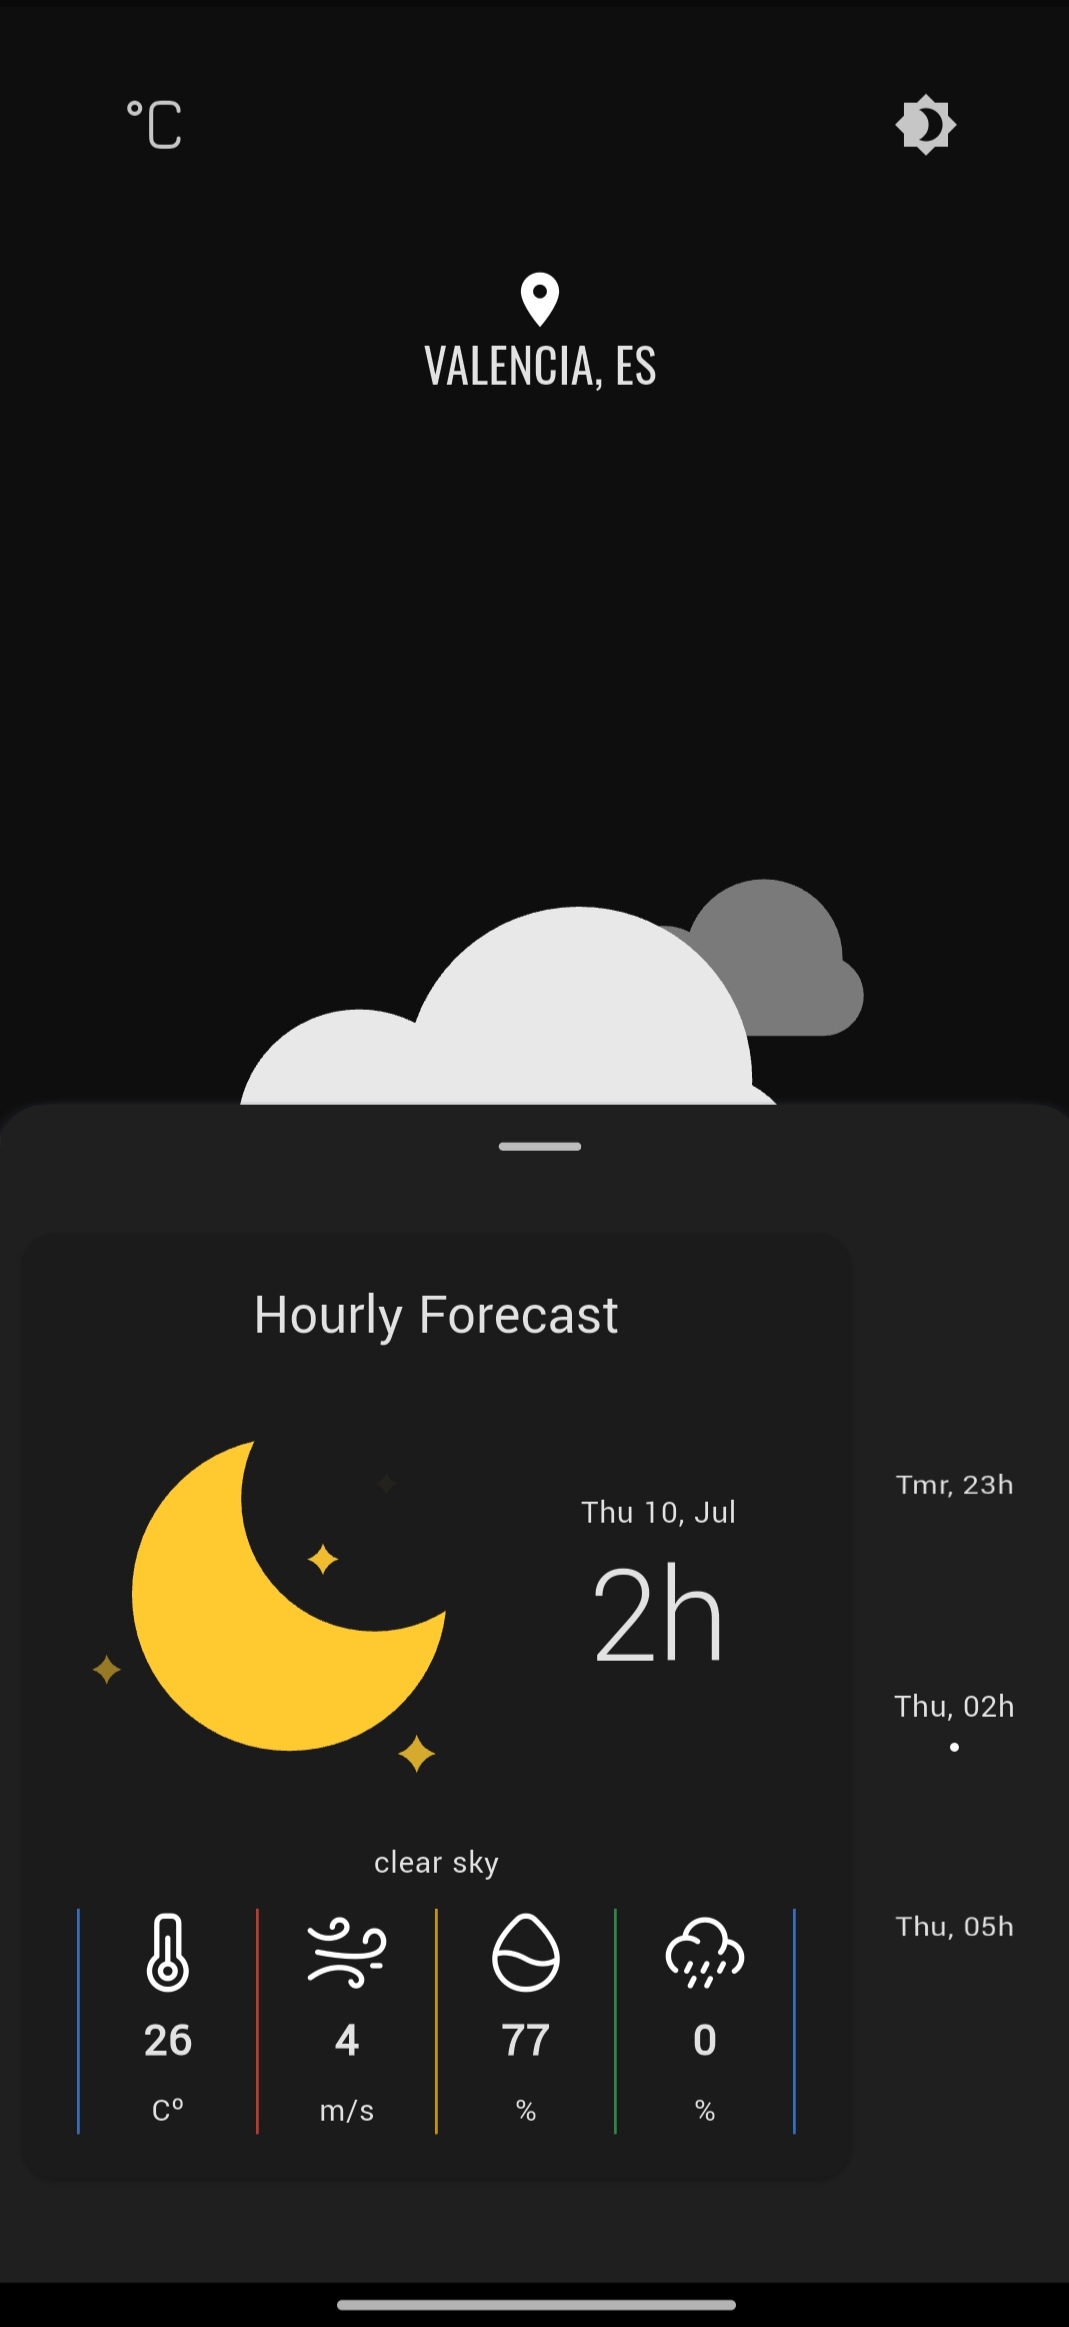 °C
VALENCIA, ES
Hourly Forecast
Thu 10, Jul
2h
Tmr, 23h
Thu, 02h
Thu, 05h
clear sky
26 4 77 0
Cº m/s % %